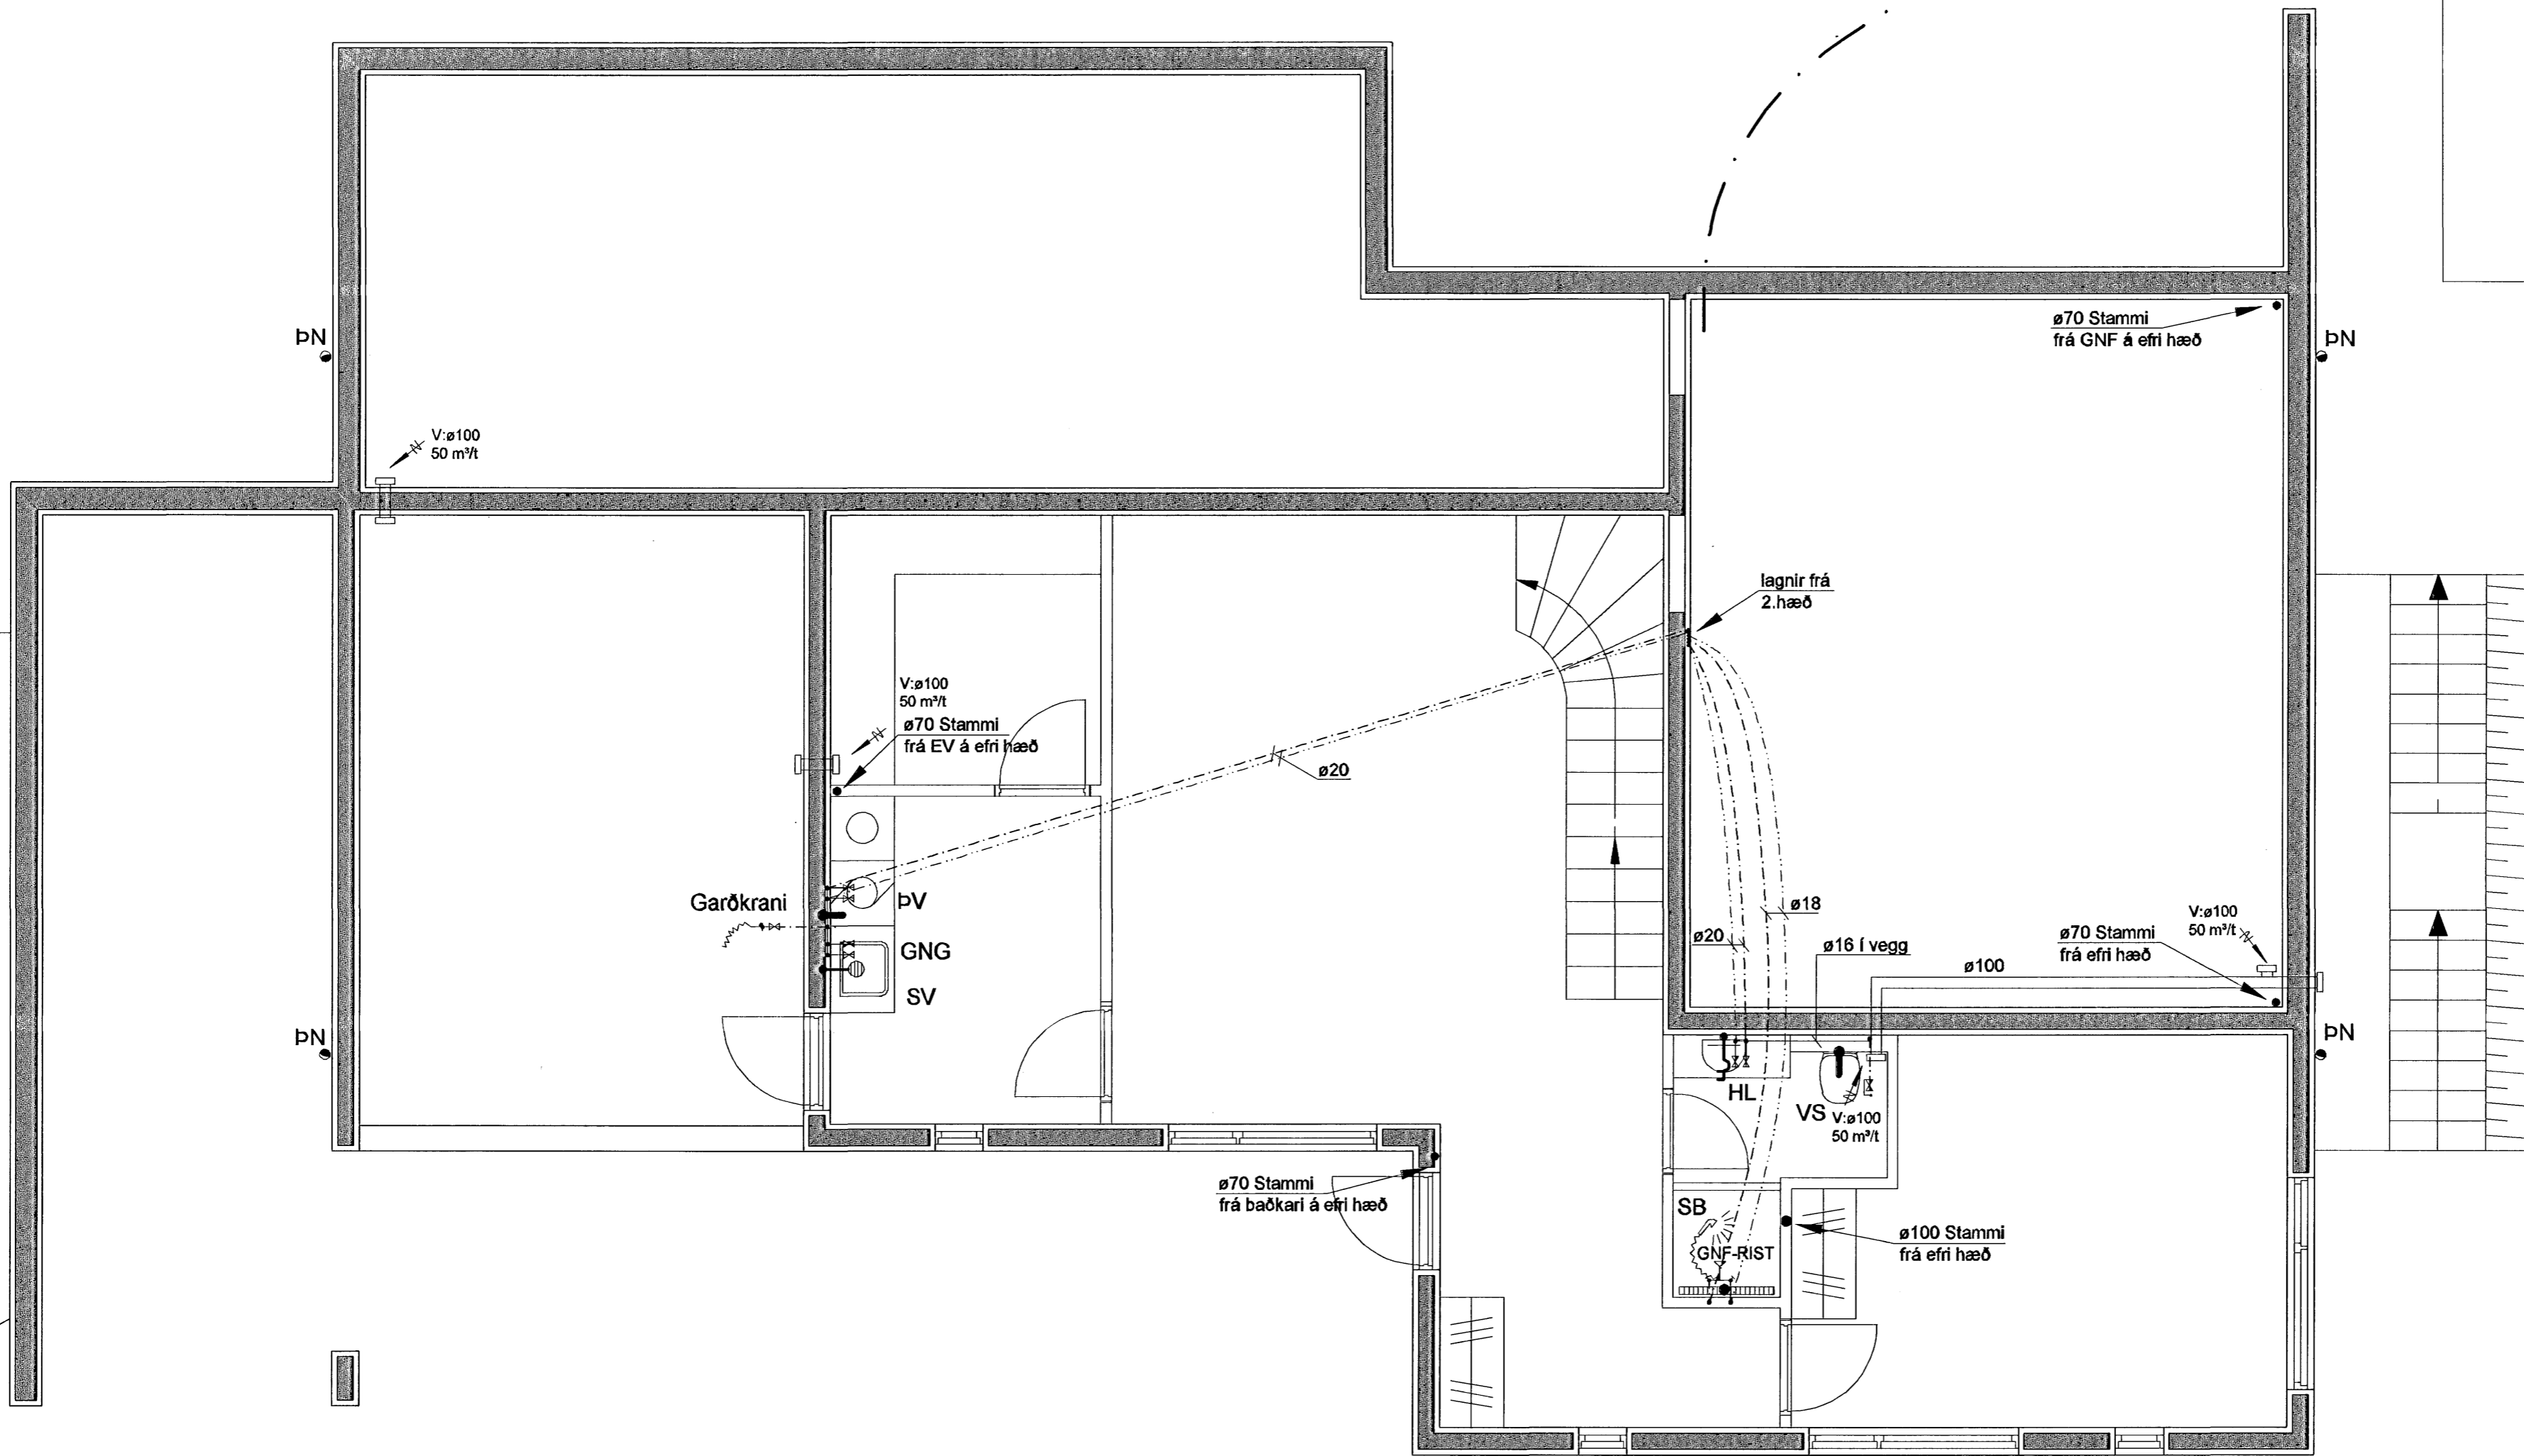 ø70 Stammi
frá GNF á efri hæð
ÞN
ÞN
V:ø100
50 m³/t
lagnir frá
2.hæð
V:ø100
50 m³/t
ø70 Stammi
frá EV á efri hæð
ø20
Garðkrani
ÞV
GNG
SV
ø18
ø20
ø16 í vegg
ø100
V:ø100
50 m³/t
ø70 Stammi
frá efri hæð
ÞN
ÞN
HL
VS
V:ø100
50 m³/t
ø70 Stammi
frá baðkari á efri hæð
SB
GNF-RIST
ø100 Stammi
frá efri hæð